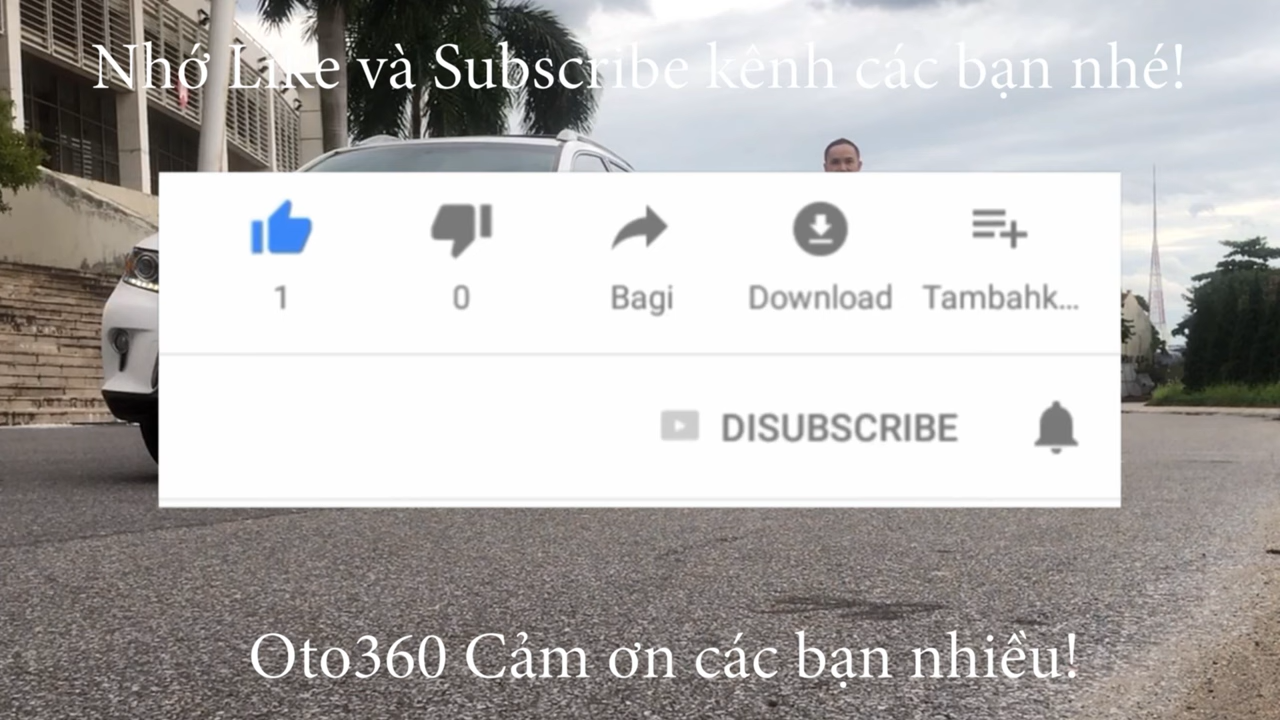 Nhớ Like và Subscribe kênh các bạn nhé!
1 0 Bagi Download Tambahk...
DISUBSCRIBE
Oto360 Cảm ơn các bạn nhiều!